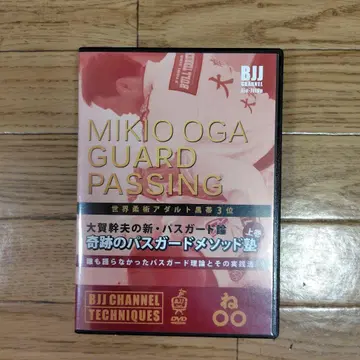 BJJ
CHANNEL
MIKIO OGA
GUARD
PASSING
世界柔術アダルト黒帯3位
大賀幹夫の新・パスガード論 上巻
奇跡のパスガードメソッド塾
誰も語らなかったパスガード理論とその実践法
BJJ CHANNEL
TECHNIQUES
BJJ
DVD
ね